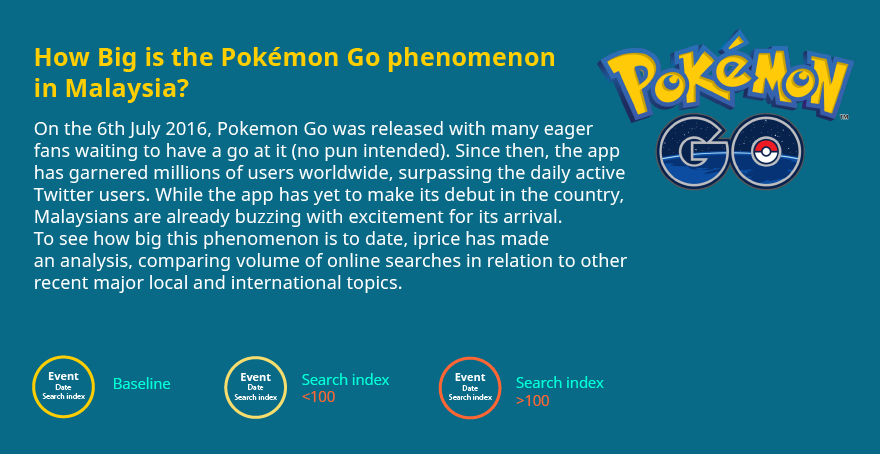 How Big is the Pokémon Go phenomenon
in Malaysia?
POKéMON
™
GO
On the 6th July 2016, Pokemon Go was released with many eager
fans waiting to have a go at it (no pun intended). Since then, the app
has garnered millions of users worldwide, surpassing the daily active
Twitter users. While the app has yet to make its debut in the country,
Malaysians are already buzzing with excitement for its arrival.
To see how big this phenomenon is to date, iprice has made
an analysis, comparing volume of online searches in relation to other
recent major local and international topics.
Event
Date
Search index
Baseline
Event
Date
Search index
Search index
<100
Event
Date
Search index
Search index
>100